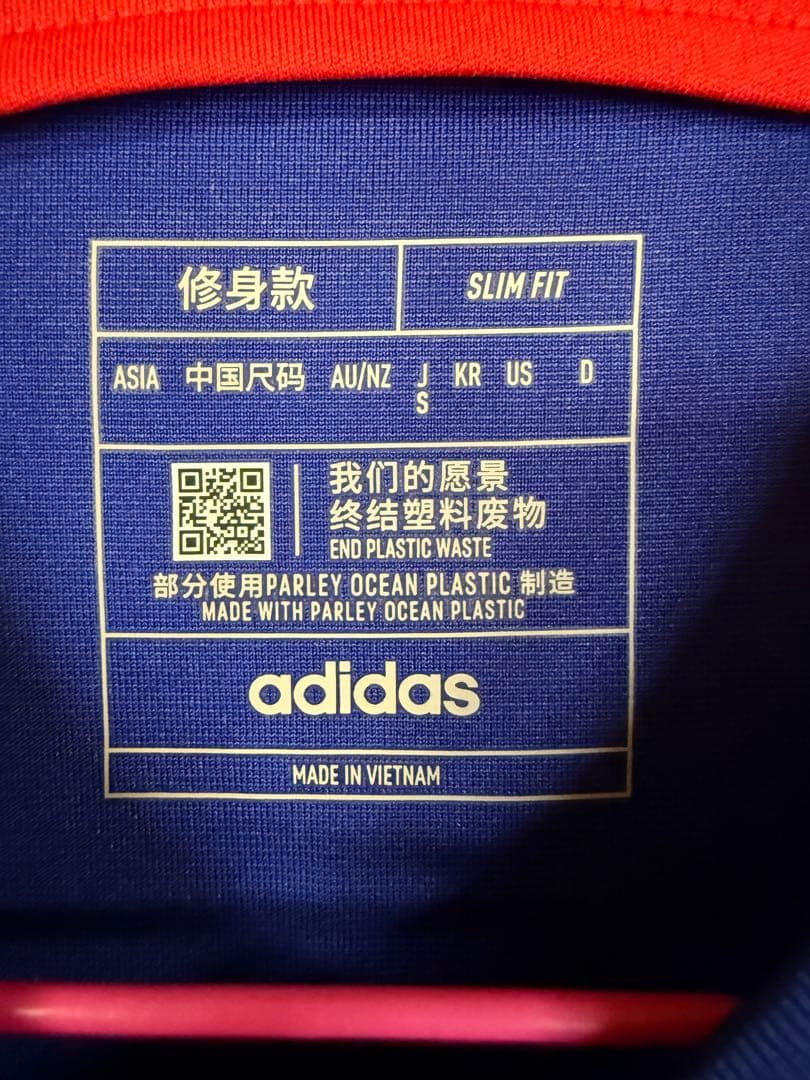 修身款
SLIM FIT
ASIA 中国尺码 AU/NZ J KR US D
S
我们的愿景
终结塑料废物
END PLASTIC WASTE
部分使用PARLEY OCEAN PLASTIC 制造
MADE WITH PARLEY OCEAN PLASTIC
adidas
MADE IN VIETNAM